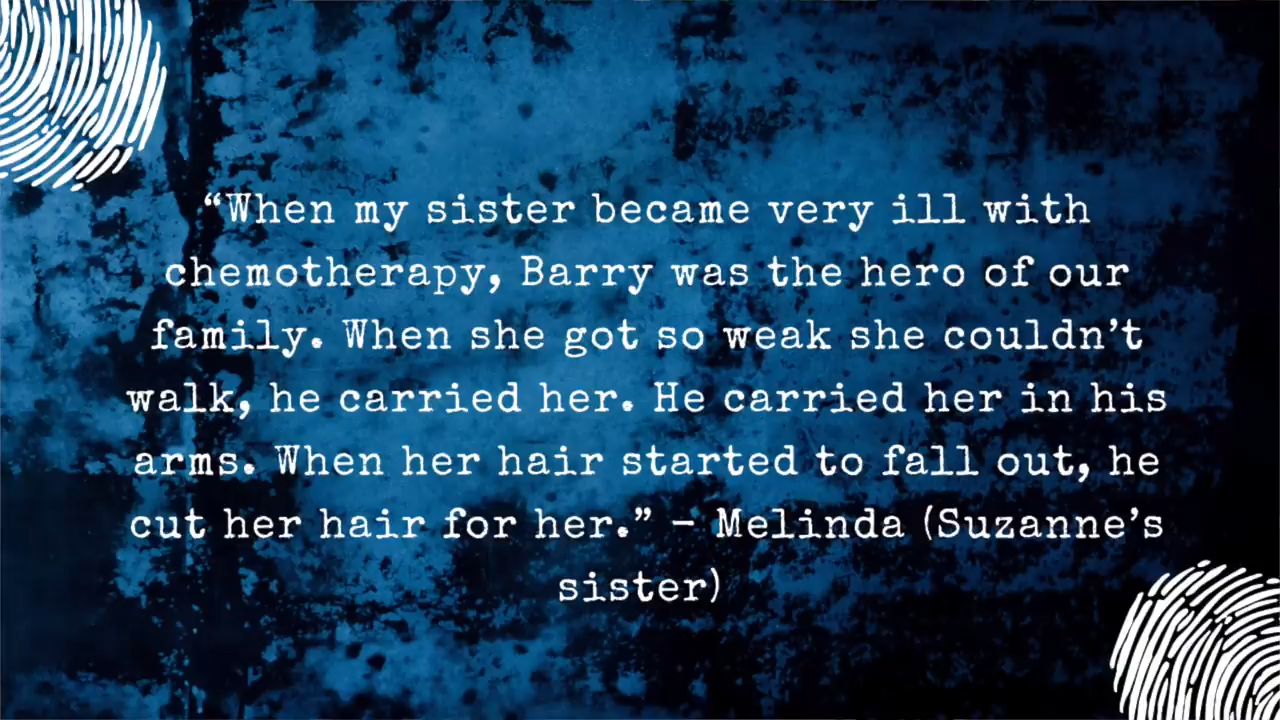 “When my sister became very ill with
chemotherapy, Barry was the hero of our
family. When she got so weak she couldn’t
walk, he carried her. He carried her in his
arms. When her hair started to fall out, he
cut her hair for her.” - Melinda (Suzanne’s
sister)